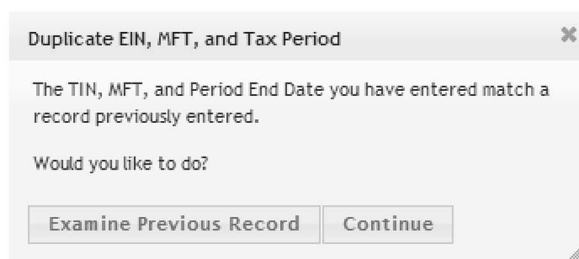 Duplicate EIN, MFT, and Tax Period
The TIN, MFT, and Period End Date you have entered match a
record previously entered.
Would you like to do?
Examine Previous Record Continue